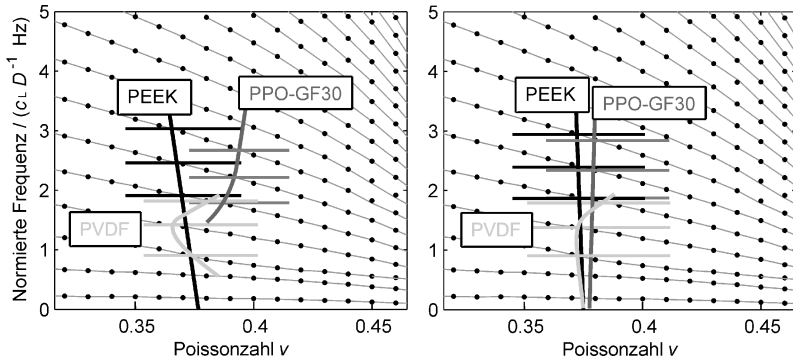 Normierte Frequenz / (c_L D^-1 Hz)
5
4
3
2
1
0
PEEK
PPO-GF30
PVDF
0.35
0.4
0.45
Poissonzahl ν
5
4
3
2
1
0
PEEK
PPO-GF30
PVDF
0.35
0.4
0.45
Poissonzahl ν